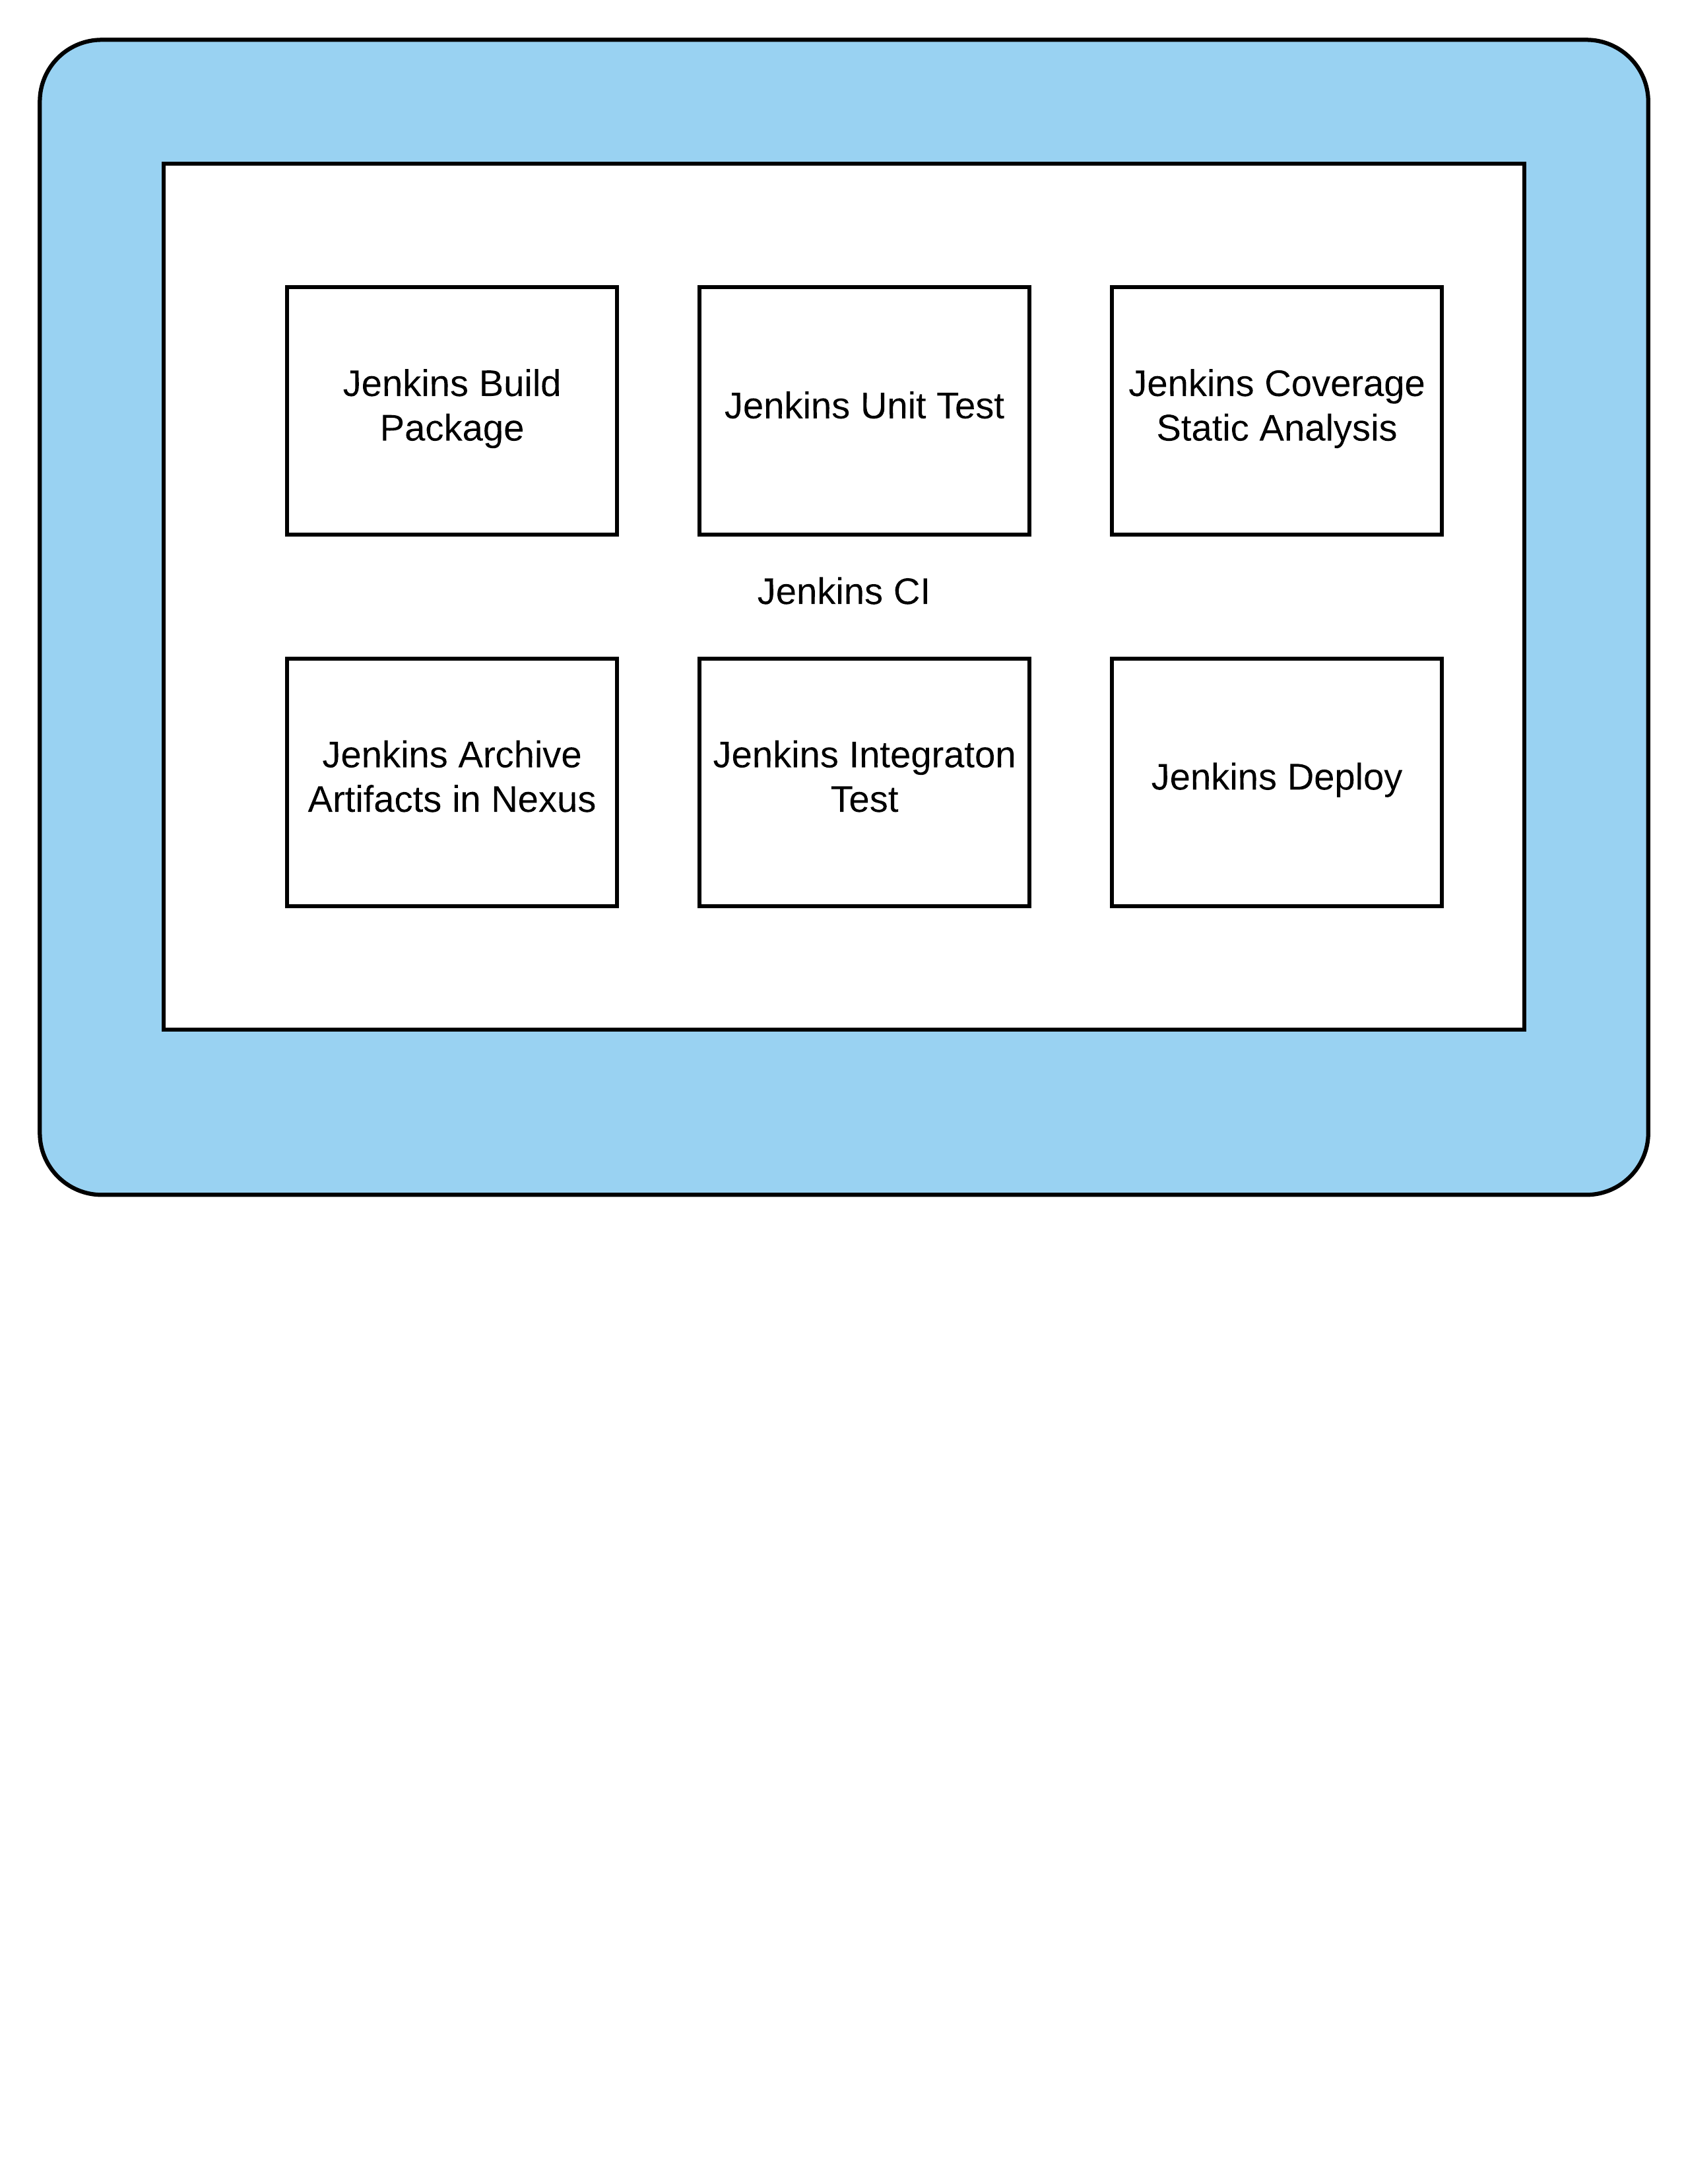 Jenkins Build
Package
Jenkins Unit Test
Jenkins Coverage
Static Analysis
Jenkins CI
Jenkins Archive
Artifacts in Nexus
Jenkins Integraton
Test
Jenkins Deploy